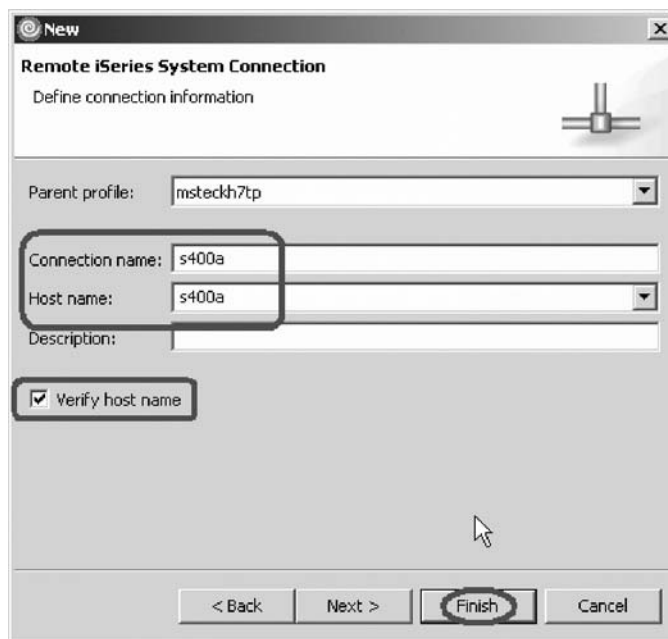 New
Remote iSeries System Connection
Define connection information
Parent profile: msteckh7tp
Connection name: s400a
Host name: s400a
Description:
Verify host name
< Back Next > Finish Cancel